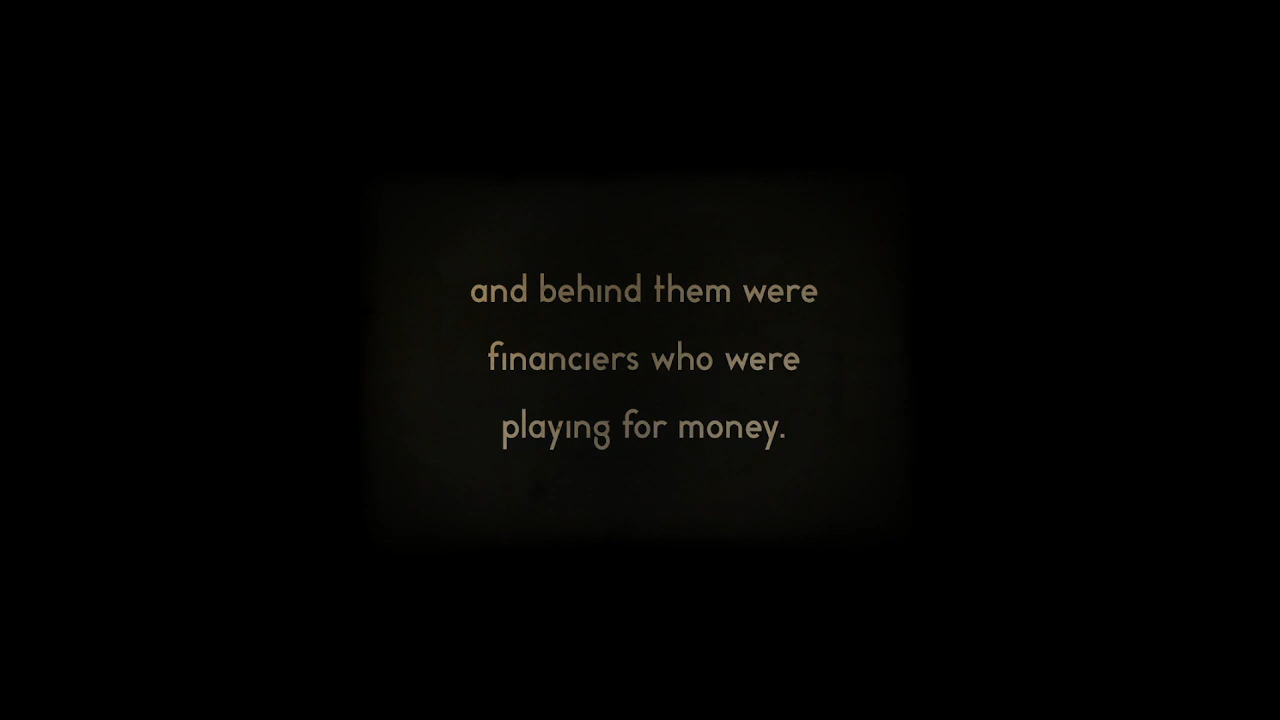 and behind them were
financiers who were
playing for money.